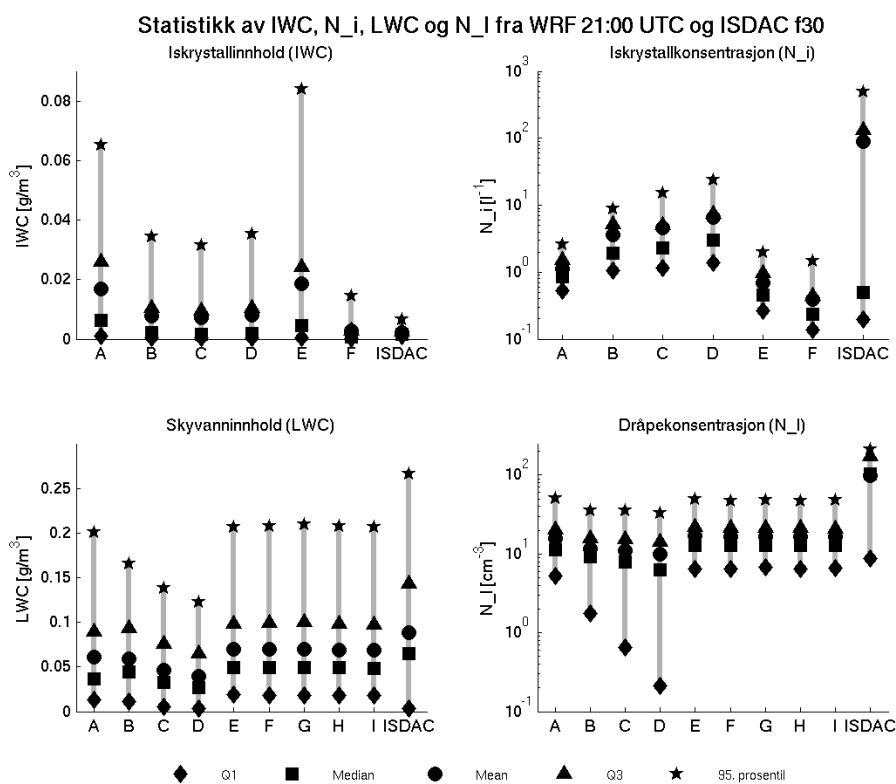 Statistikk av IWC, N_i, LWC og N_l fra WRF 21:00 UTC og ISDAC f30
Iskrystallinnhold (IWC)
IWC [g/m^3]
0.08
0.06
0.04
0.02
0
A B C D E F ISDAC
Iskrystallkonsentrasjon (N_i)
N_i [l^-1]
10^3
10^2
10^1
10^0
10^-1
A B C D E F ISDAC
Skyvanninnhold (LWC)
LWC [g/m^3]
0.25
0.2
0.15
0.1
0.05
0
A B C D E F G H I ISDAC
Dråpekonsentrasjon (N_l)
N_l [cm^-3]
10^2
10^1
10^0
10^-1
A B C D E F G H I ISDAC
Q1 Median Mean Q3 95. prosentil